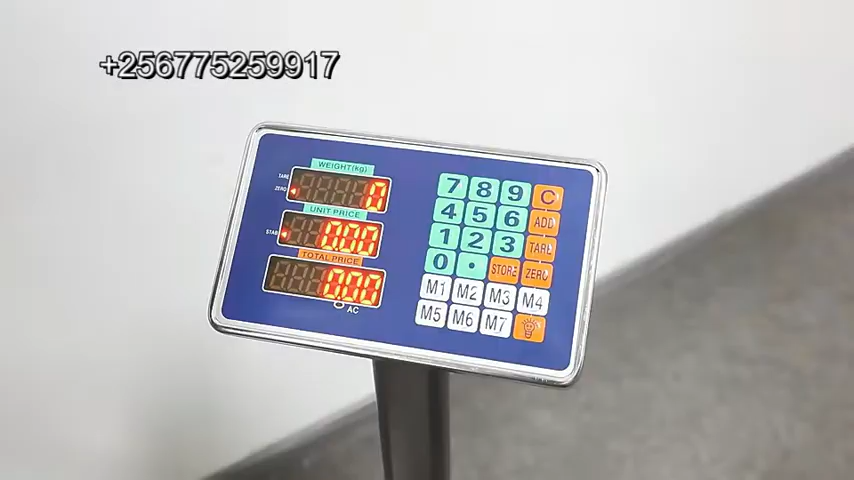 +256775259917
WEIGHT(kg)
TARE
ZERO
0
UNIT PRICE
STAB
0.00
TOTAL PRICE
0.00
AC
7 8 9 C
4 5 6 ADD
1 2 3 TARE
0 . STORE ZERO
M1 M2 M3 M4
M5 M6 M7